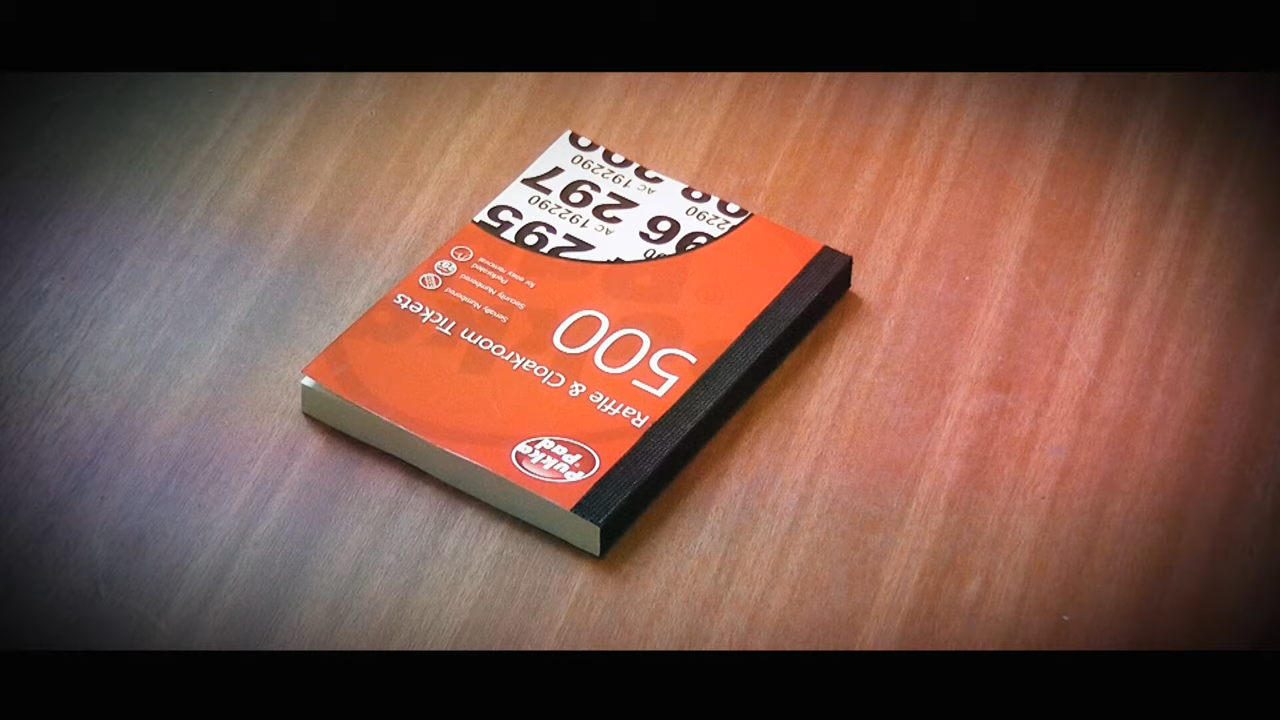 Pukka
Pad
Raffle & Cloakroom Tickets
500
Serially Numbered
Security Numbered
Perforated
for easy removal
295
AC 192290
297
AC 192290
2290